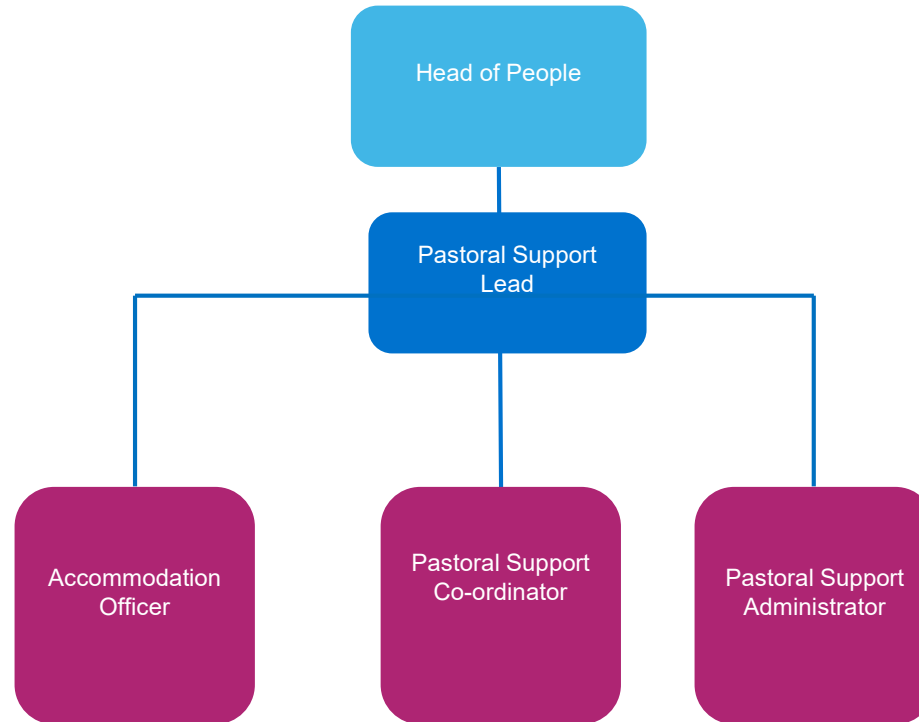 Head of People
Pastoral Support
Lead
Accommodation
Officer
Pastoral Support
Co-ordinator
Pastoral Support
Administrator